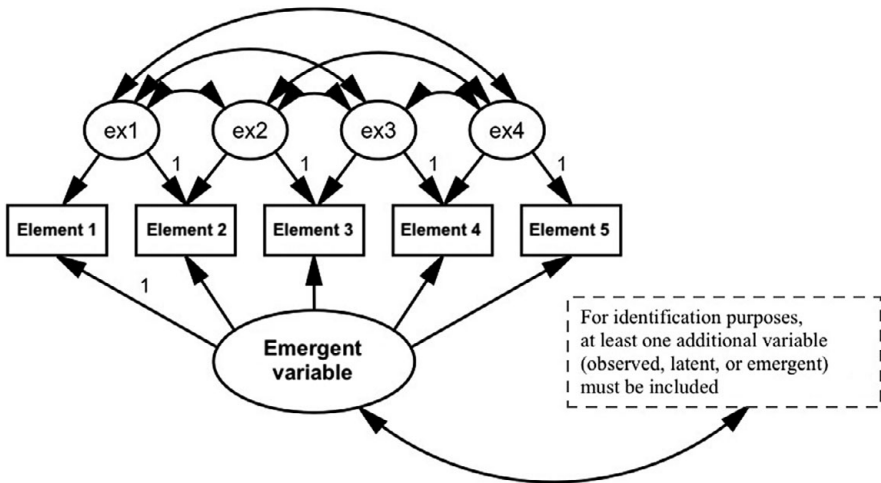 ex1 ex2 ex3 ex4
1 1 1 1
Element 1 Element 2 Element 3 Element 4 Element 5
1
Emergent
variable
For identification purposes,
at least one additional variable
(observed, latent, or emergent)
must be included